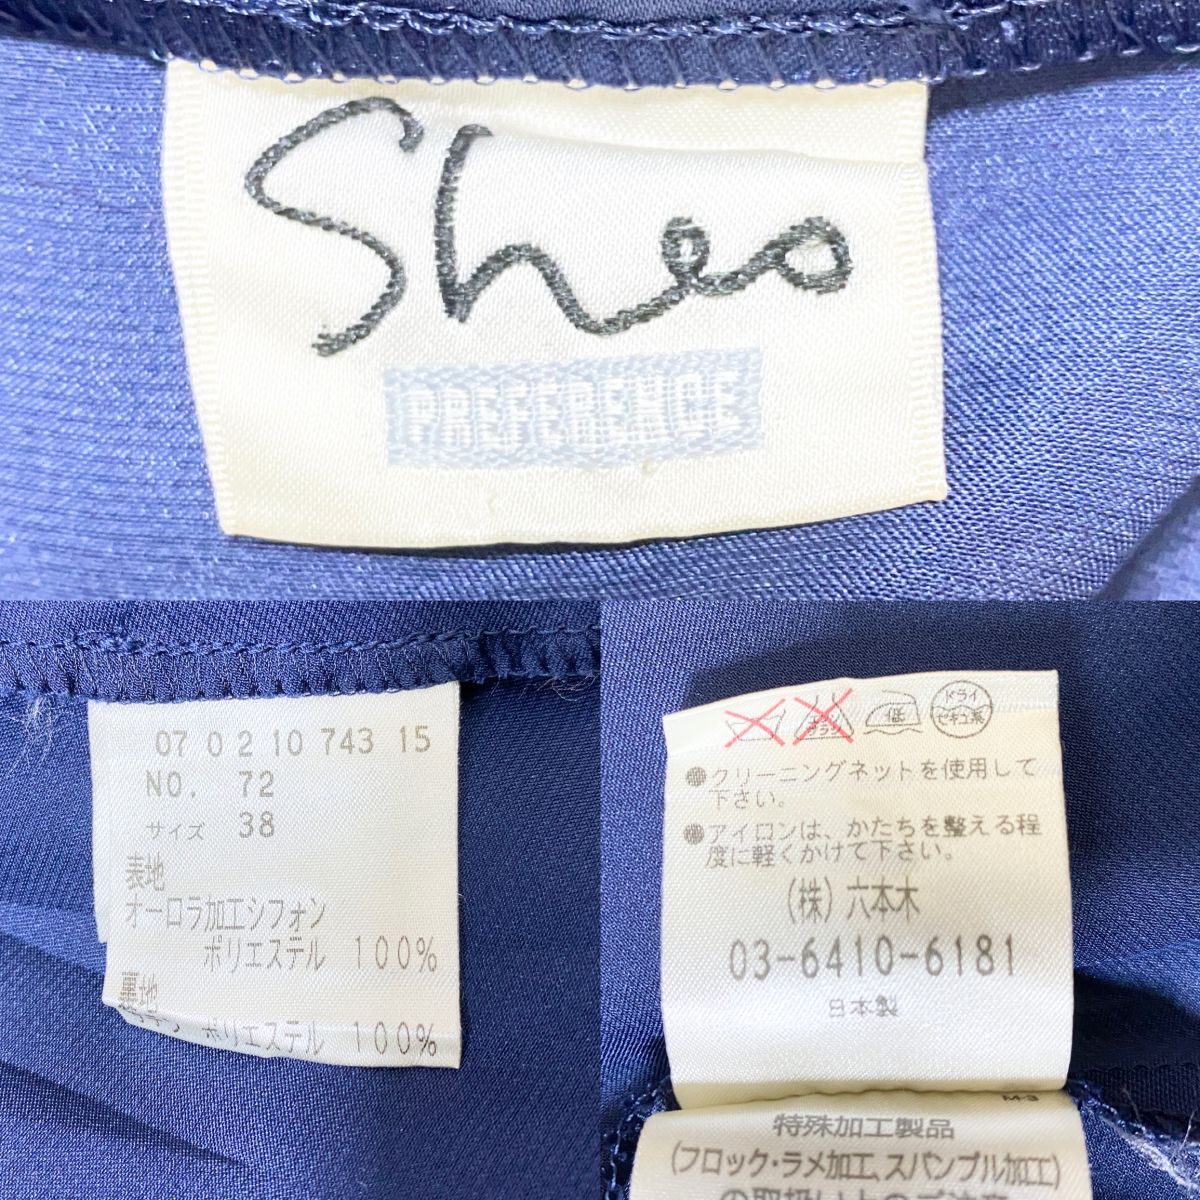 Sheo
PREFERENCE
07 0 2 10 743 15
NO. 72
サイズ 38
表地
オーロラ加工シフォン
ポリエステル 100%
裏地
ポリエステル 100%
低
ドライ
セキユ系
●クリーニングネットを使用して
下さい。
●アイロンは、かたちを整える程
度に軽くかけて下さい。
(株)六本木
03-6410-6181
日本製
M-3
特殊加工製品
(フロック・ラメ加工、スパンプル加工)